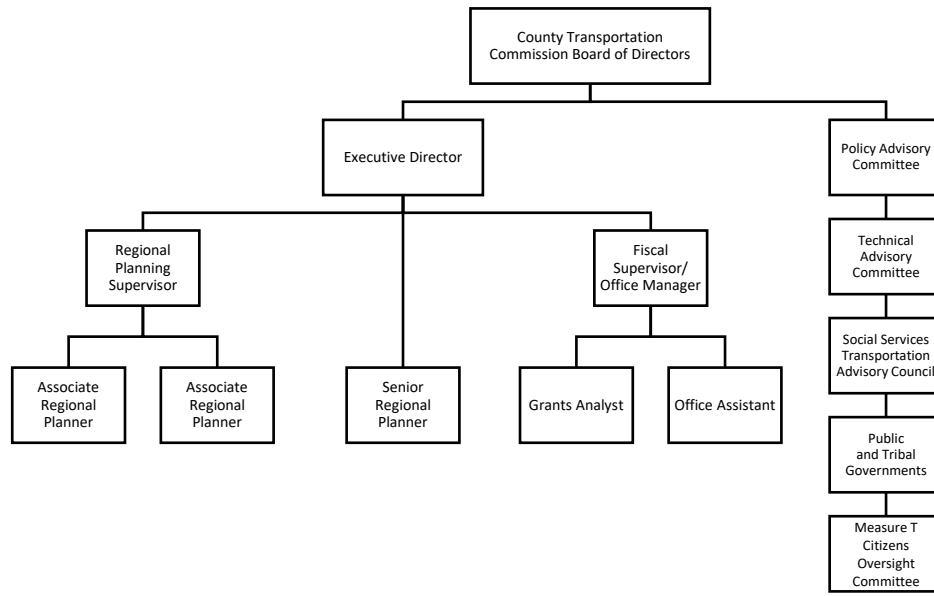 County Transportation
Commission Board of Directors
Executive Director
Policy Advisory
Committee
Regional
Planning
Supervisor
Fiscal
Supervisor/
Office Manager
Technical
Advisory
Committee
Associate
Regional
Planner
Associate
Regional
Planner
Senior
Regional
Planner
Grants Analyst
Office Assistant
Social Services
Transportation
Advisory Council
Public
and Tribal
Governments
Measure T
Citizens
Oversight
Committee